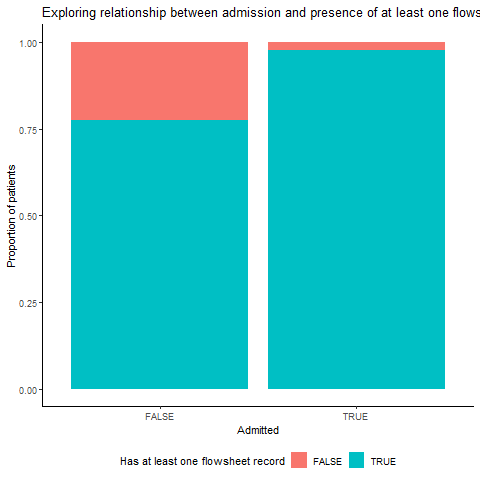 Exploring relationship between admission and presence of at least one flows
1.00
0.75
0.50
0.25
0.00
Proportion of patients
FALSE TRUE
Admitted
Has at least one flowsheet record FALSE TRUE